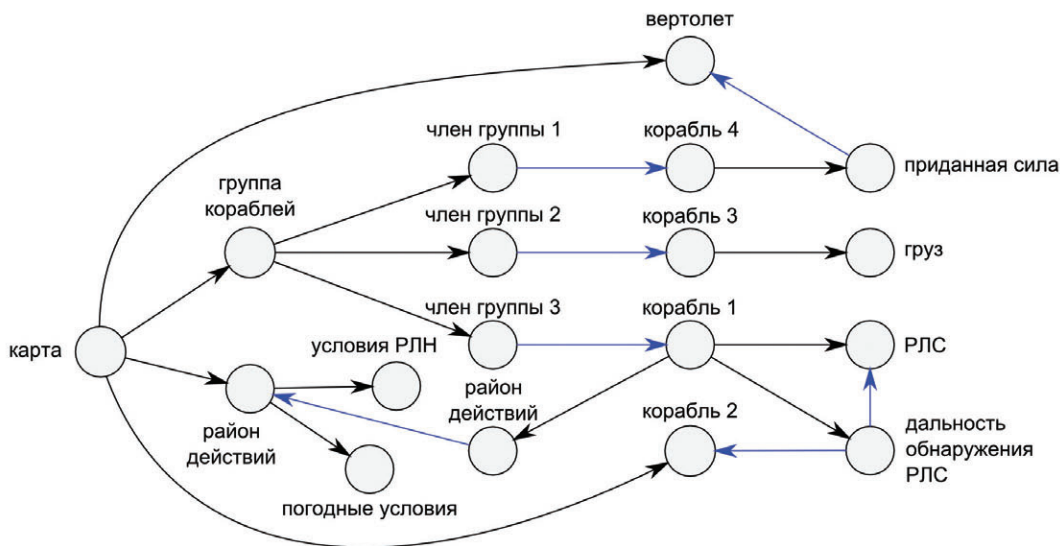 вертолет
член группы 1
корабль 4
приданная сила
группа
кораблей
член группы 2
корабль 3
груз
член группы 3
корабль 1
карта
условия РЛН
РЛС
район
действий
район
действий
корабль 2
дальность
обнаружения
РЛС
погодные условия